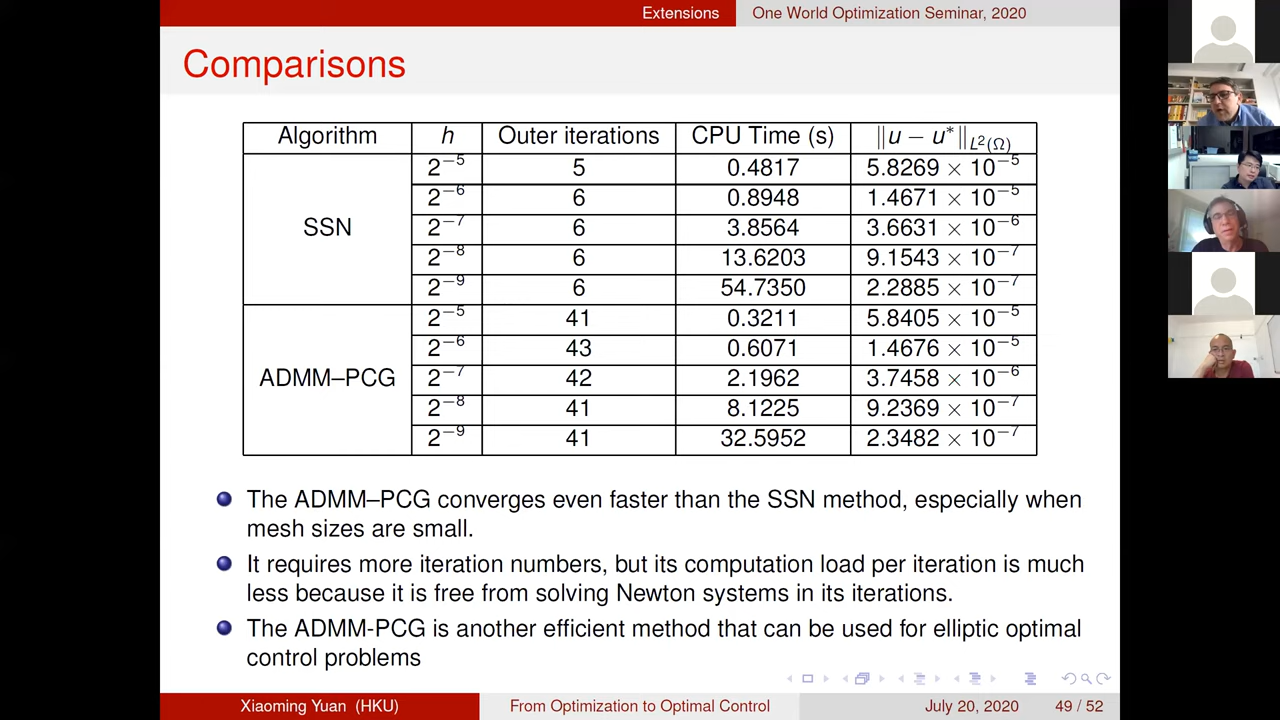 Extensions One World Optimization Seminar, 2020
Comparisons
Algorithm h Outer iterations CPU Time (s) ‖u − u*‖L²(Ω)
SSN
2⁻⁵ 5 0.4817 5.8269 × 10⁻⁵
2⁻⁶ 6 0.8948 1.4671 × 10⁻⁵
2⁻⁷ 6 3.8564 3.6631 × 10⁻⁶
2⁻⁸ 6 13.6203 9.1543 × 10⁻⁷
2⁻⁹ 6 54.7350 2.2885 × 10⁻⁷
ADMM–PCG
2⁻⁵ 41 0.3211 5.8405 × 10⁻⁵
2⁻⁶ 43 0.6071 1.4676 × 10⁻⁵
2⁻⁷ 42 2.1962 3.7458 × 10⁻⁶
2⁻⁸ 41 8.1225 9.2369 × 10⁻⁷
2⁻⁹ 41 32.5952 2.3482 × 10⁻⁷
The ADMM–PCG converges even faster than the SSN method, especially when
mesh sizes are small.
It requires more iteration numbers, but its computation load per iteration is much
less because it is free from solving Newton systems in its iterations.
The ADMM-PCG is another efficient method that can be used for elliptic optimal
control problems
Xiaoming Yuan (HKU) From Optimization to Optimal Control July 20, 2020 49 / 52